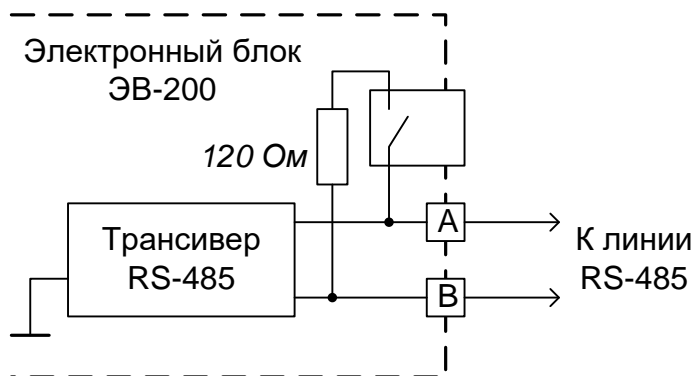 Электронный блок
ЭВ-200
120 Ом
Трансивер
RS-485
A
B
К линии
RS-485